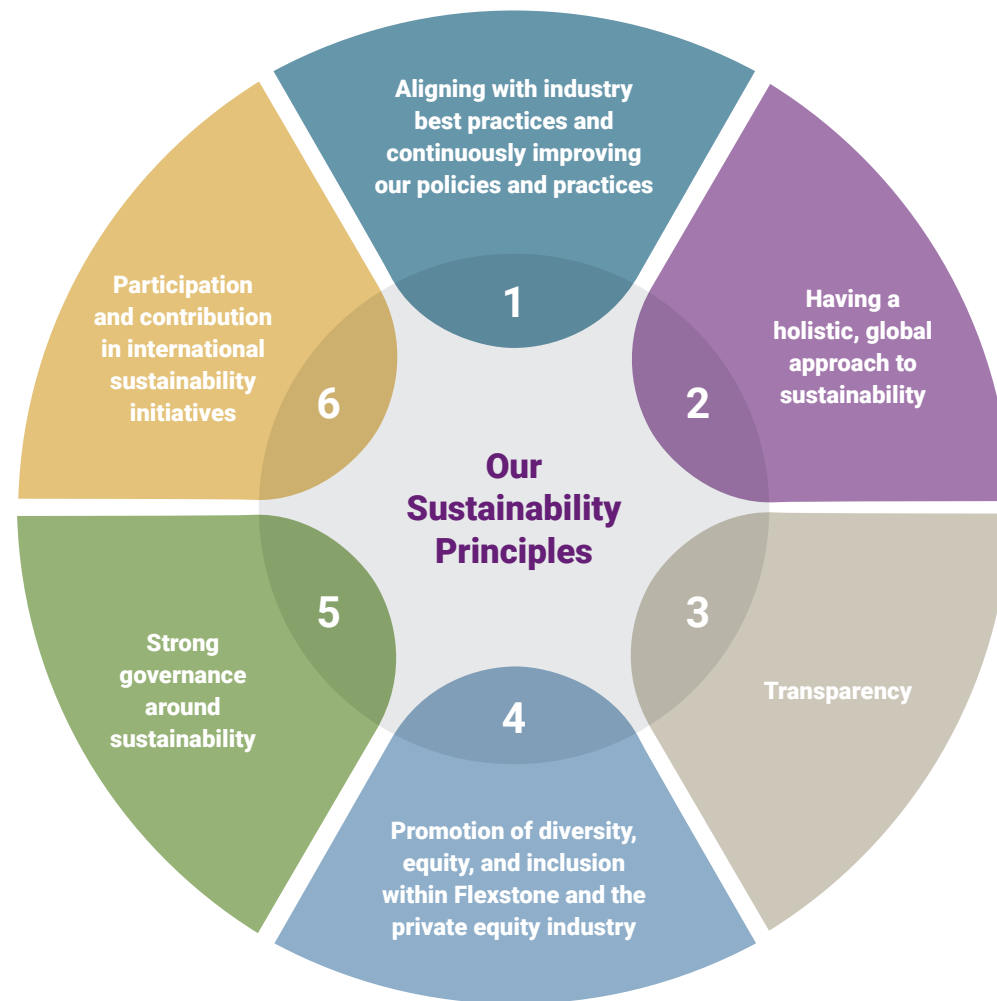 Our
Sustainability
Principles
1
Aligning with industry
best practices and
continuously improving
our policies and practices
2
Having a
holistic, global
approach to
sustainability
3
Transparency
4
Promotion of diversity,
equity, and inclusion
within Flexstone and the
private equity industry
5
Strong
governance
around
sustainability
6
Participation
and contribution
in international
sustainability
initiatives